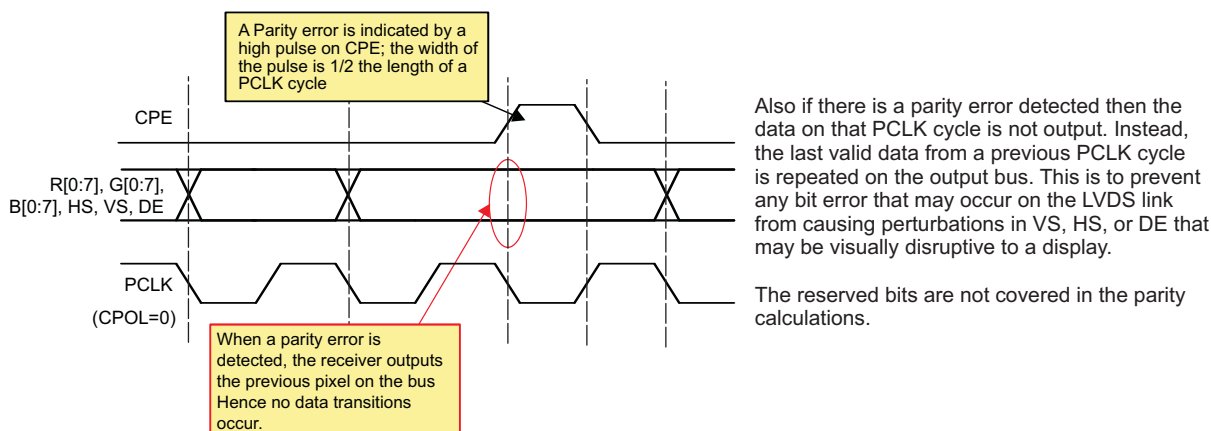 A Parity error is indicated by a
high pulse on CPE; the width of
the pulse is 1/2 the length of a
PCLK cycle
CPE
R[0:7], G[0:7],
B[0:7], HS, VS, DE
PCLK
(CPOL=0)
When a parity error is
detected, the receiver outputs
the previous pixel on the bus
Hence no data transitions
occur.
Also if there is a parity error detected then the
data on that PCLK cycle is not output. Instead,
the last valid data from a previous PCLK cycle
is repeated on the output bus. This is to prevent
any bit error that may occur on the LVDS link
from causing perturbations in VS, HS, or DE that
may be visually disruptive to a display.
The reserved bits are not covered in the parity
calculations.